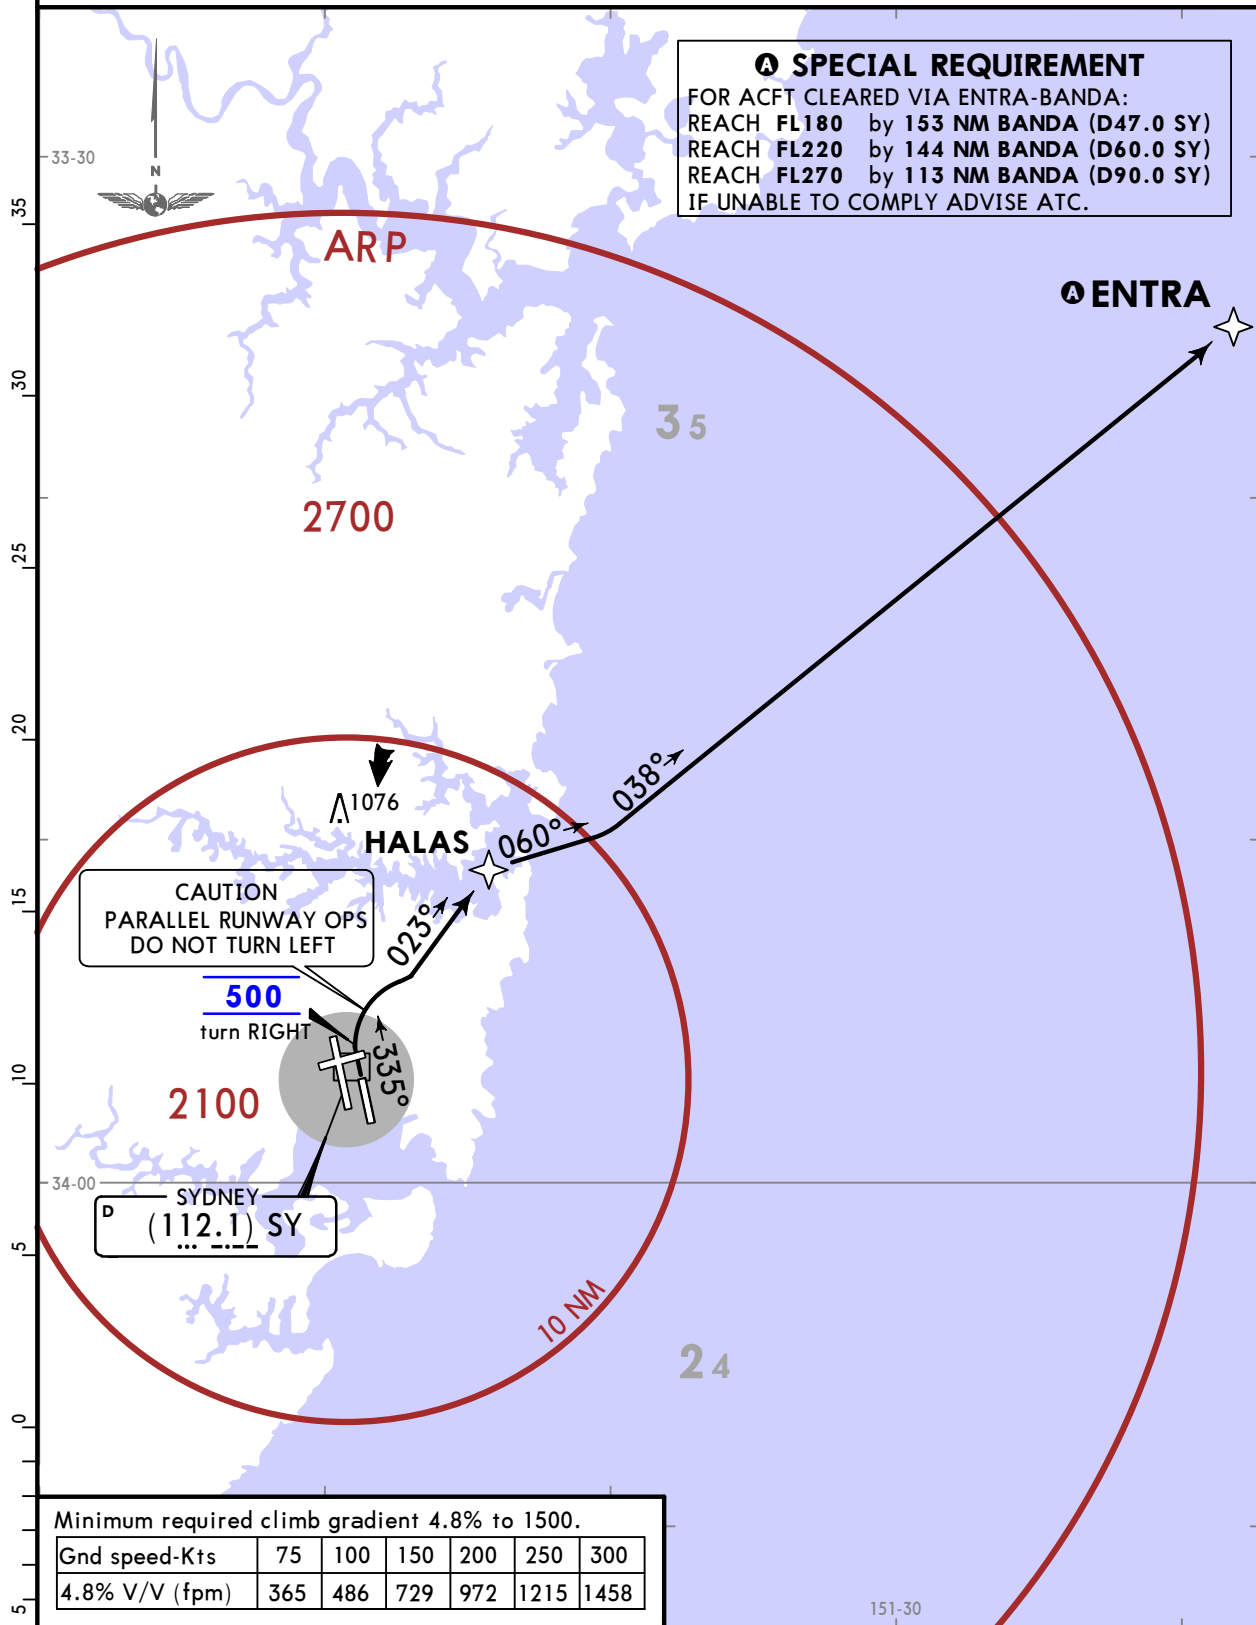 Ⓐ SPECIAL REQUIREMENT
FOR ACFT CLEARED VIA ENTRA-BANDA:
REACH FL180 by 153 NM BANDA (D47.0 SY)
REACH FL220 by 144 NM BANDA (D60.0 SY)
REACH FL270 by 113 NM BANDA (D90.0 SY)
IF UNABLE TO COMPLY ADVISE ATC.
33-30
N
35
ARP
Ⓐ ENTRA
30
35
2700
25
20
038°
1076
HALAS
060°
15
CAUTION
PARALLEL RUNWAY OPS
DO NOT TURN LEFT
023°
500
turn RIGHT
335°
10
2100
34-00
SYDNEY
D (112.1) SY
5
10 NM
24
0
Minimum required climb gradient 4.8% to 1500.
Gnd speed-Kts 75 100 150 200 250 300
4.8% V/V (fpm) 365 486 729 972 1215 1458
5
151-30